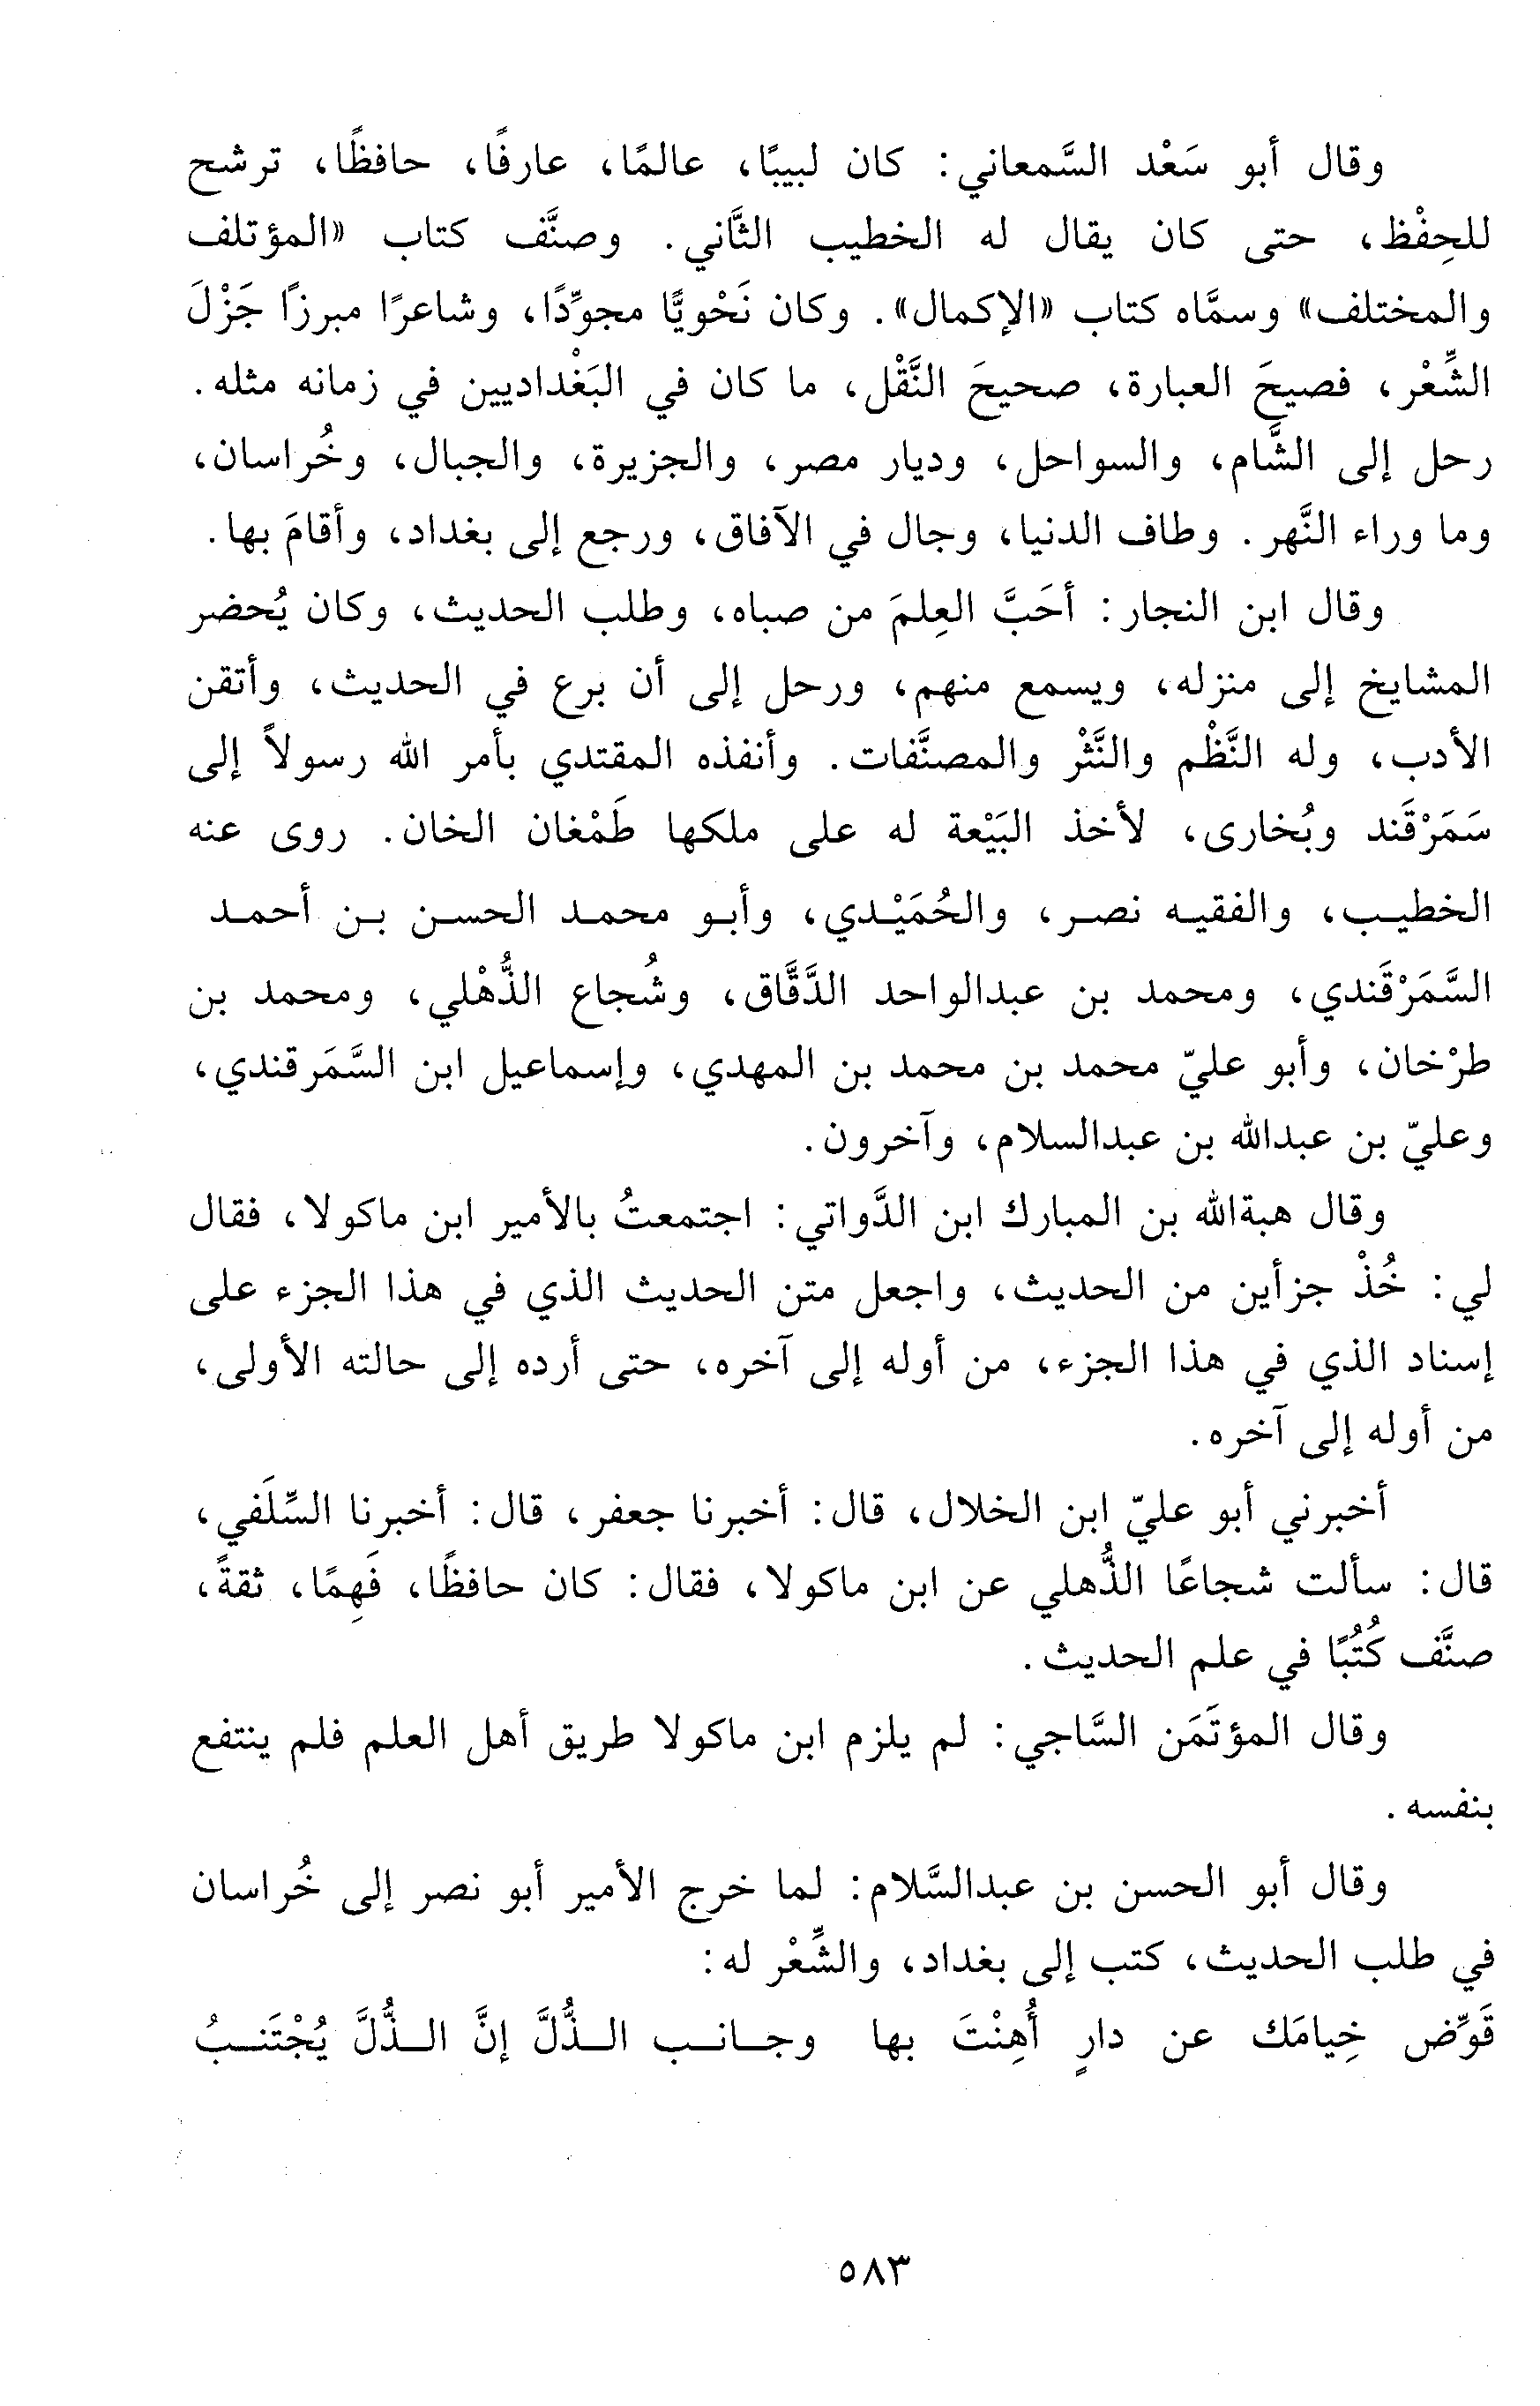 وقال أبو سَعْد السَّمعاني: كان لبيبًا، عالمًا، عارفًا، حافظًا، ترشح
للحِفْظ، حتى كان يقال له الخطيب الثَّاني. وصنَّف كتاب «المؤتلف
والمختلف» وسمَّاه كتاب «الإكمال». وكان نَحْويًّا مجوِّدًا، وشاعرًا مبرزًا جَزْلَ
الشِّعْر، فصيحَ العبارة، صحيحَ النَّقْل، ما كان في البَغْداديين في زمانه مثله.
رحل إلى الشَّام، والسواحل، وديار مصر، والجزيرة، والجبال، وخُراسان،
وما وراء النَّهر. وطاف الدنيا، وجال في الآفاق، ورجع إلى بغداد، وأقامَ بها.
وقال ابن النجار: أحَبَّ العِلمَ من صباه، وطلب الحديث، وكان يُحضر
المشايخ إلى منزله، ويسمع منهم، ورحل إلى أن برع في الحديث، وأتقن
الأدب، وله النَّظْم والنَّثْر والمصنَّفات. وأنفذه المقتدي بأمر الله رسولاً إلى
سَمَرْقَند وبُخارى، لأخذ البَيْعة له على ملكها طَمْغان الخان. روى عنه
الخطيب، والفقيه نصر، والحُمَيْدي، وأبو محمد الحسن بن أحمد
السَّمَرْقَندي، ومحمد بن عبدالواحد الدَّقَّاق، وشُجاع الذُّهْلي، ومحمد بن
طرْخان، وأبو عليّ محمد بن محمد بن المهدي، وإسماعيل ابن السَّمَرقندي،
وعليّ بن عبدالله بن عبدالسلام، وآخرون.
وقال هبةالله بن المبارك ابن الدَّواتي: اجتمعتُ بالأمير ابن ماكولا، فقال
لي: خُذْ جزأين من الحديث، واجعل متن الحديث الذي في هذا الجزء على
إسناد الذي في هذا الجزء، من أوله إلى آخره، حتى أرده إلى حالته الأولى،
من أوله إلى آخره.
أخبرني أبو عليّ ابن الخلال، قال: أخبرنا جعفر، قال: أخبرنا السِّلَفي،
قال: سألت شجاعًا الذُّهلي عن ابن ماكولا، فقال: كان حافظًا، فَهِمًا، ثقةً،
صنَّف كُتُبًا في علم الحديث.
وقال المؤتَمَن السَّاجي: لم يلزم ابن ماكولا طريق أهل العلم فلم ينتفع
بنفسه.
وقال أبو الحسن بن عبدالسَّلام: لما خرج الأمير أبو نصر إلى خُراسان
في طلب الحديث، كتب إلى بغداد، والشِّعْر له:
قَوِّض خِيامَك عن دارٍ أُهِنْتَ بها وجانب الذُّلَّ إنَّ الذُّلَّ يُجْتَنبُ
٥٨٣